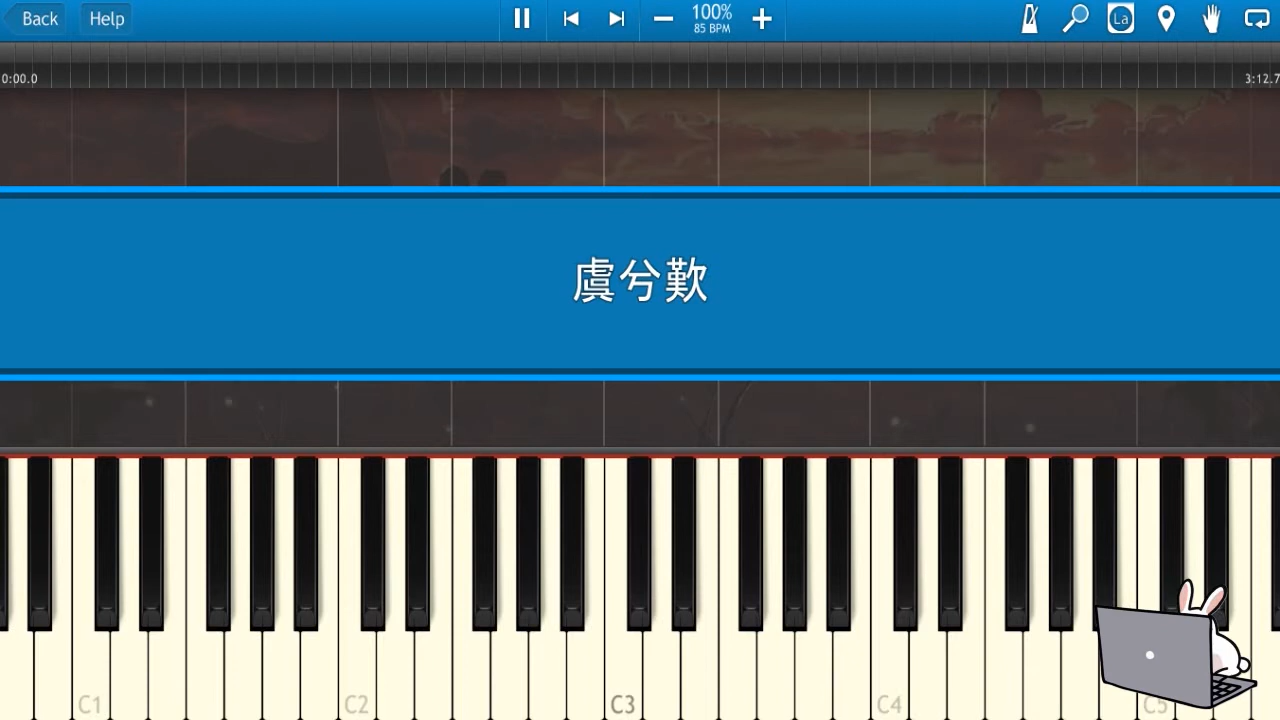 Back Help 100% La
85 BPM
0:00.0 3:12.7
虞兮歎
C1 C2 C3 C4 C5